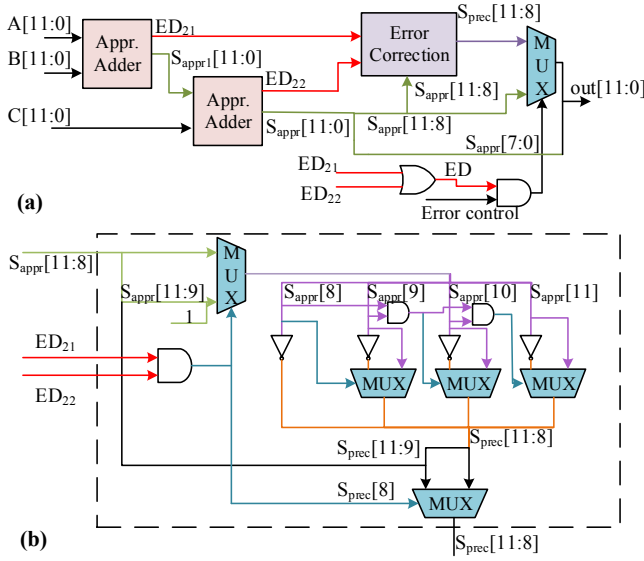 A[11:0]
B[11:0]
C[11:0]
Appr.
Adder
ED21
Sappr1[11:0]
Appr.
Adder
ED22
Sappr[11:0]
Error
Correction
Sprec[11:8]
Sappr[11:8]
Sappr[11:8]
MUX
out[11:0]
Sappr[7:0]
ED21
ED22
ED
Error control
(a)
Sappr[11:8]
Sappr[11:9]
1
MUX
ED21
ED22
Sappr[8]
Sappr[9]
Sappr[10]
Sappr[11]
MUX
MUX
MUX
Sprec[11:9]
Sprec[11:8]
Sprec[8]
MUX
Sprec[11:8]
(b)